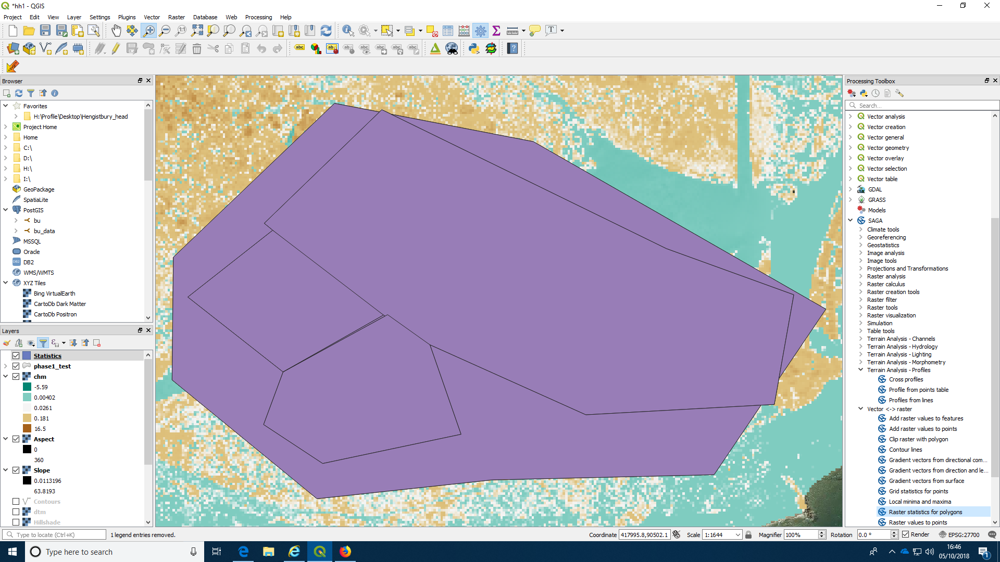 *hh1 - QGIS
Project Edit View Layer Settings Plugins Vector Raster Database Web Processing Help
Browser
Favorites
H:\Profile\Desktop\Hengistbury_head
Project Home
Home
C:\
D:\
H:\
I:\
GeoPackage
SpatiaLite
PostGIS
bu
bu_data
MSSQL
Oracle
DB2
WMS/WMTS
XYZ Tiles
Bing VirtualEarth
CartoDb Dark Matter
CartoDb Positron
Layers
Statistics
phase1_test
chm
-5.59
0.00402
0.0261
0.181
16.5
Aspect
0
360
Slope
0.0113196
63.8193
Contours
dtm
Hillshade
Processing Toolbox
Search...
Vector analysis
Vector creation
Vector general
Vector geometry
Vector overlay
Vector selection
Vector table
GDAL
GRASS
Models
SAGA
Climate tools
Georeferencing
Geostatistics
Image analysis
Image tools
Projections and Transformations
Raster analysis
Raster calculus
Raster creation tools
Raster filter
Raster tools
Raster visualization
Simulation
Table tools
Terrain Analysis - Channels
Terrain Analysis - Hydrology
Terrain Analysis - Lighting
Terrain Analysis - Morphometry
Terrain Analysis - Profiles
Cross profiles
Profile from points table
Profiles from lines
Vector <-> raster
Add raster values to features
Add raster values to points
Clip raster with polygon
Contour lines
Gradient vectors from directional com...
Gradient vectors from direction and le...
Gradient vectors from surface
Grid statistics for points
Local minima and maxima
Raster statistics for polygons
Raster values to points
Type to locate (Ctrl+K) 1 legend entries removed. Coordinate 417995.8,90502.1 Scale 1:1644 Magnifier 100% Rotation 0.0 ° Render EPSG:27700
Type here to search
16:46
05/10/2018
1